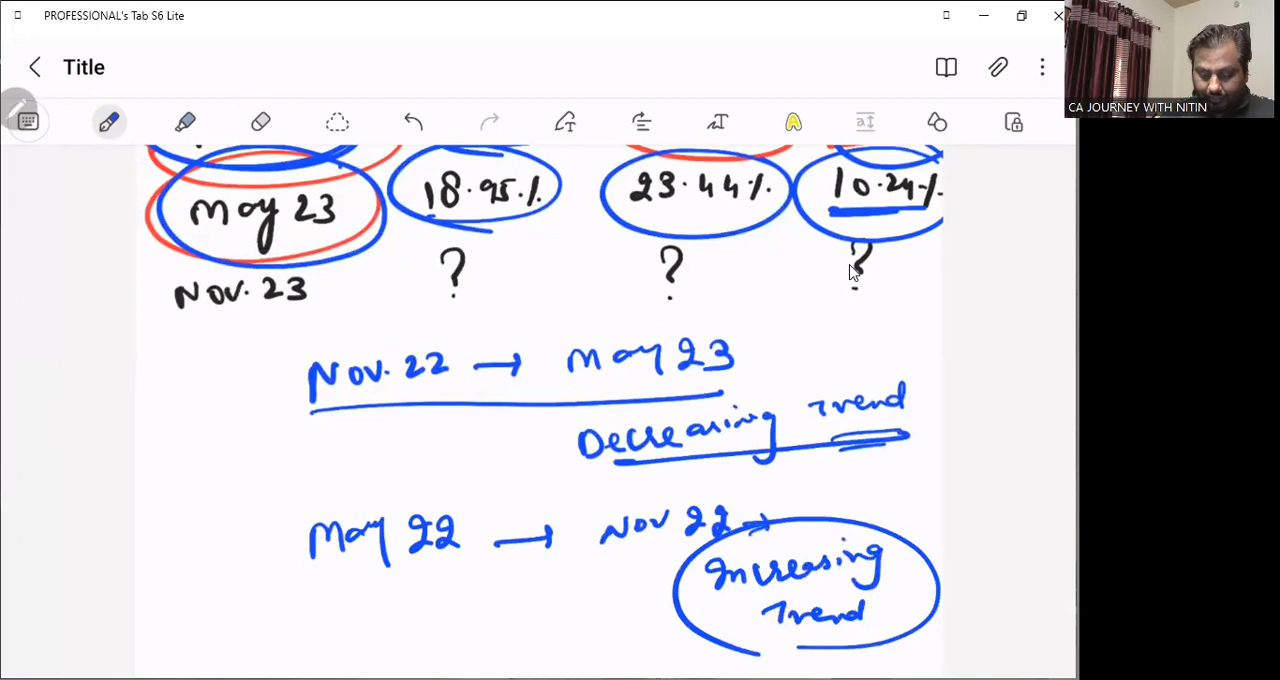 PROFESSIONAL's Tab S6 Lite
Title
CA JOURNEY WITH NITIN
May 23 18.95.% 23.44% 10.24%
Nov. 23 ? ? ?
Nov. 22 → May 23
Decreasing Trend
May 22 → Nov 22 →
Increasing
Trend